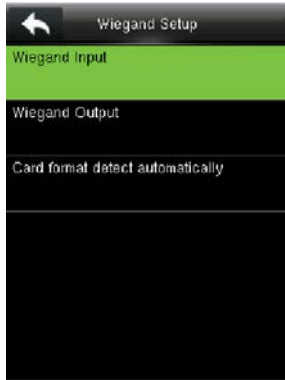 Wiegand Setup
Wiegand Input
Wiegand Output
Card format detect automatically